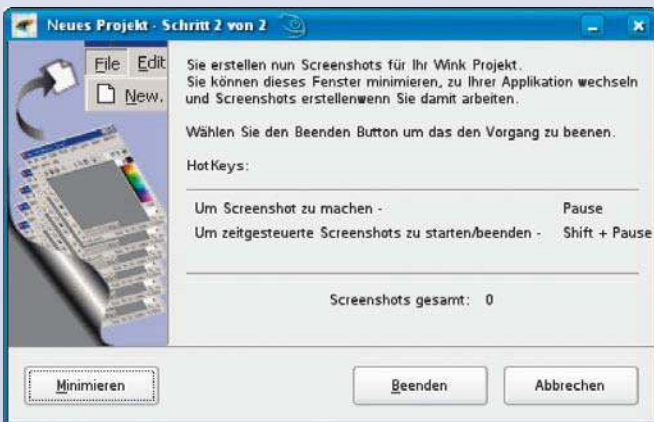 Neues Projekt - Schritt 2 von 2
File Edit
New.
Sie erstellen nun Screenshots für Ihr Wink Projekt.
Sie können dieses Fenster minimieren, zu Ihrer Applikation wechseln
und Screenshots erstellenwenn Sie damit arbeiten.
Wählen Sie den Beenden Button um das den Vorgang zu beenen.
HotKeys:
Um Screenshot zu machen - Pause
Um zeitgesteuerte Screenshots zu starten/beenden - Shift + Pause
Screenshots gesamt: 0
Minimieren Beenden Abbrechen